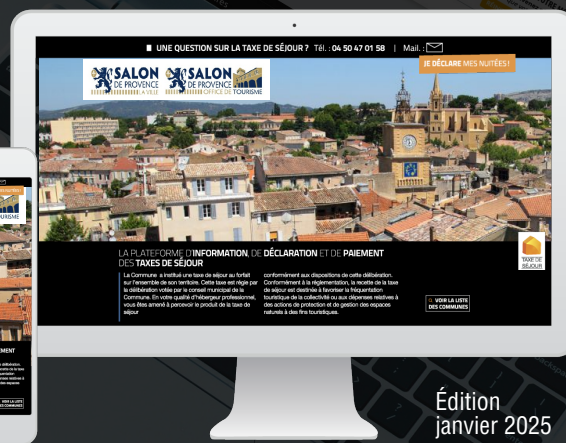 UNE QUESTION SUR LA TAXE DE SÉJOUR ? Tél. : 04 50 47 01 58 | Mail. :
JE DÉCLARE MES NUITÉES !
SALON
DE PROVENCE
LA VILLE
SALON
DE PROVENCE
OFFICE DE TOURISME
LA PLATEFORME D'INFORMATION, DE DÉCLARATION ET DE PAIEMENT
DES TAXES DE SÉJOUR
La Commune a institué une taxe de séjour au forfait
sur l'ensemble de son territoire. Cette taxe est régie par
la délibération votée par le conseil municipal de la
Commune. En votre qualité d'hébergeur professionnel,
vous êtes amené à percevoir le produit de la taxe de
séjour
conformément aux dispositions de cette délibération.
Conformément à la réglementation, la recette de la taxe
de séjour est destinée à favoriser la fréquentation
touristique de la collectivité ou aux dépenses relatives à
des actions de protection et de gestion des espaces
naturels à des fins touristiques.
TAXE DE
SÉJOUR
VOIR LA LISTE
DES COMMUNES
VOIR LA LISTE
DES COMMUNES
Édition
janvier 2025